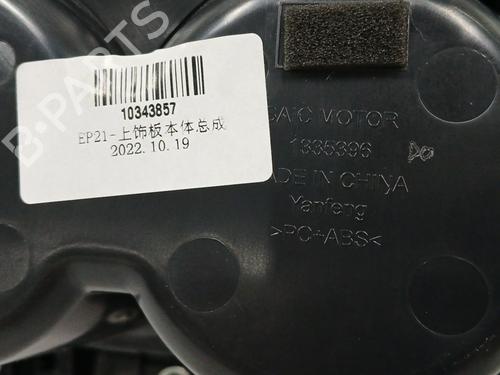 10343857
EP21-上饰板本体总成
2022.10.19
SAIC MOTOR
1335396
MADE IN CHINA
Yanfeng
>PC+ABS<
B-PARTS